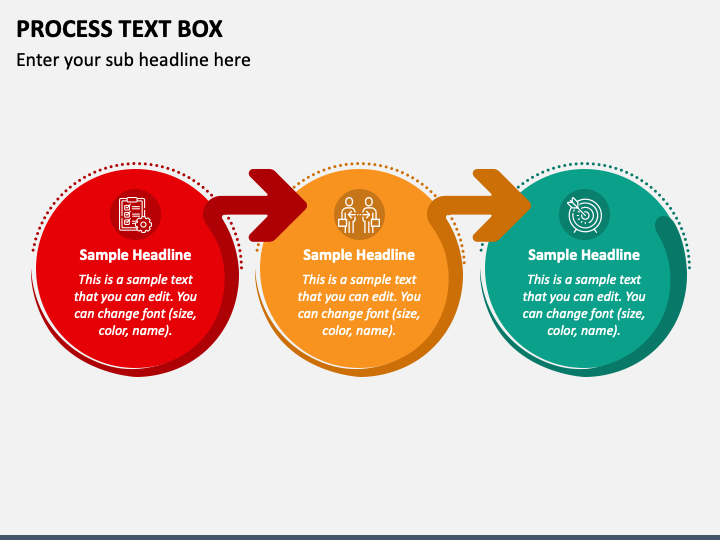 PROCESS TEXT BOX
Enter your sub headline here
Sample Headline
This is a sample text
that you can edit. You
can change font (size,
color, name).
Sample Headline
This is a sample text
that you can edit. You
can change font (size,
color, name).
Sample Headline
This is a sample text
that you can edit. You
can change font (size,
color, name).